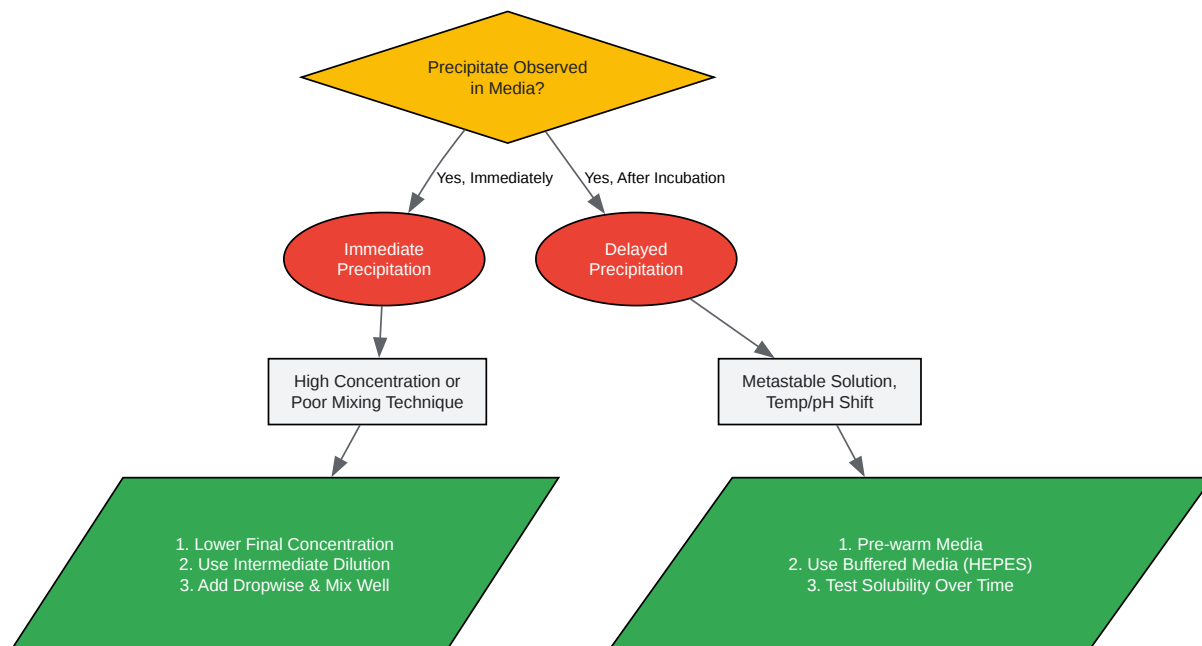 Precipitate Observed
in Media?
Yes, Immediately
Yes, After Incubation
Immediate
Precipitation
Delayed
Precipitation
High Concentration or
Poor Mixing Technique
Metastable Solution,
Temp/pH Shift
1. Lower Final Concentration
2. Use Intermediate Dilution
3. Add Dropwise & Mix Well
1. Pre-warm Media
2. Use Buffered Media (HEPES)
3. Test Solubility Over Time